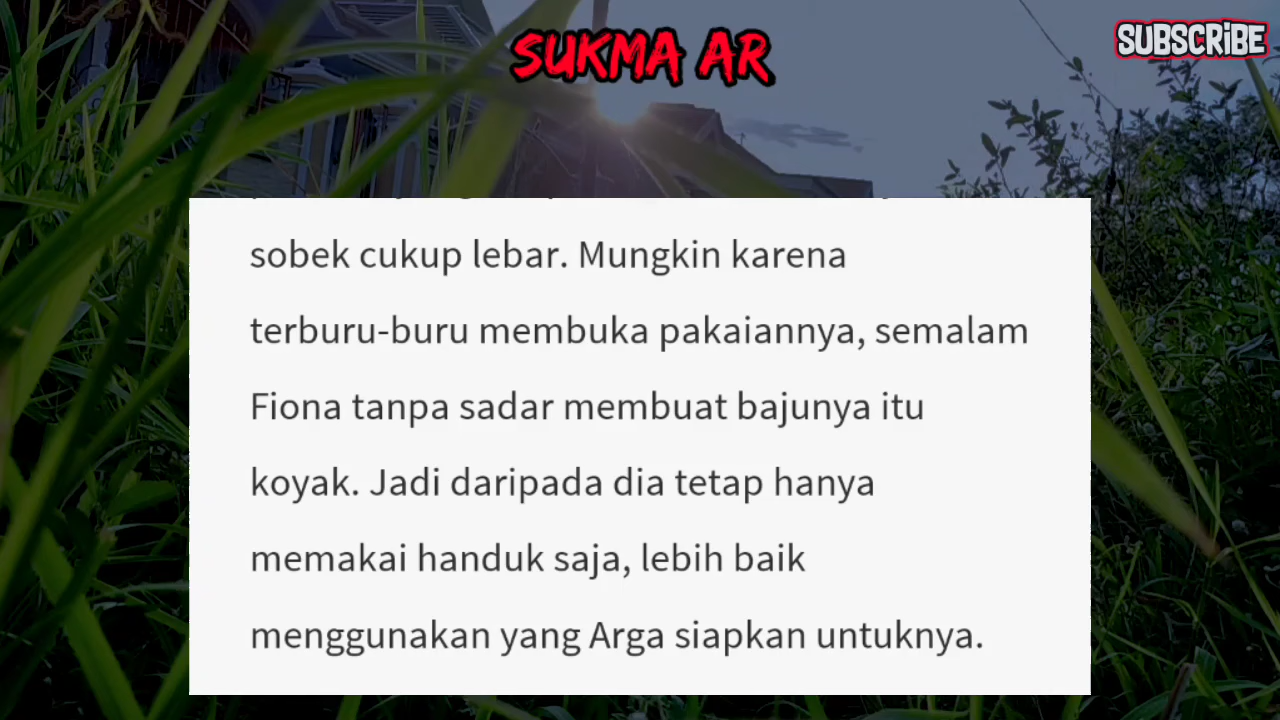 SUKMA AR
SUBSCRIBE
sobek cukup lebar. Mungkin karena
terburu-buru membuka pakaiannya, semalam
Fiona tanpa sadar membuat bajunya itu
koyak. Jadi daripada dia tetap hanya
memakai handuk saja, lebih baik
menggunakan yang Arga siapkan untuknya.